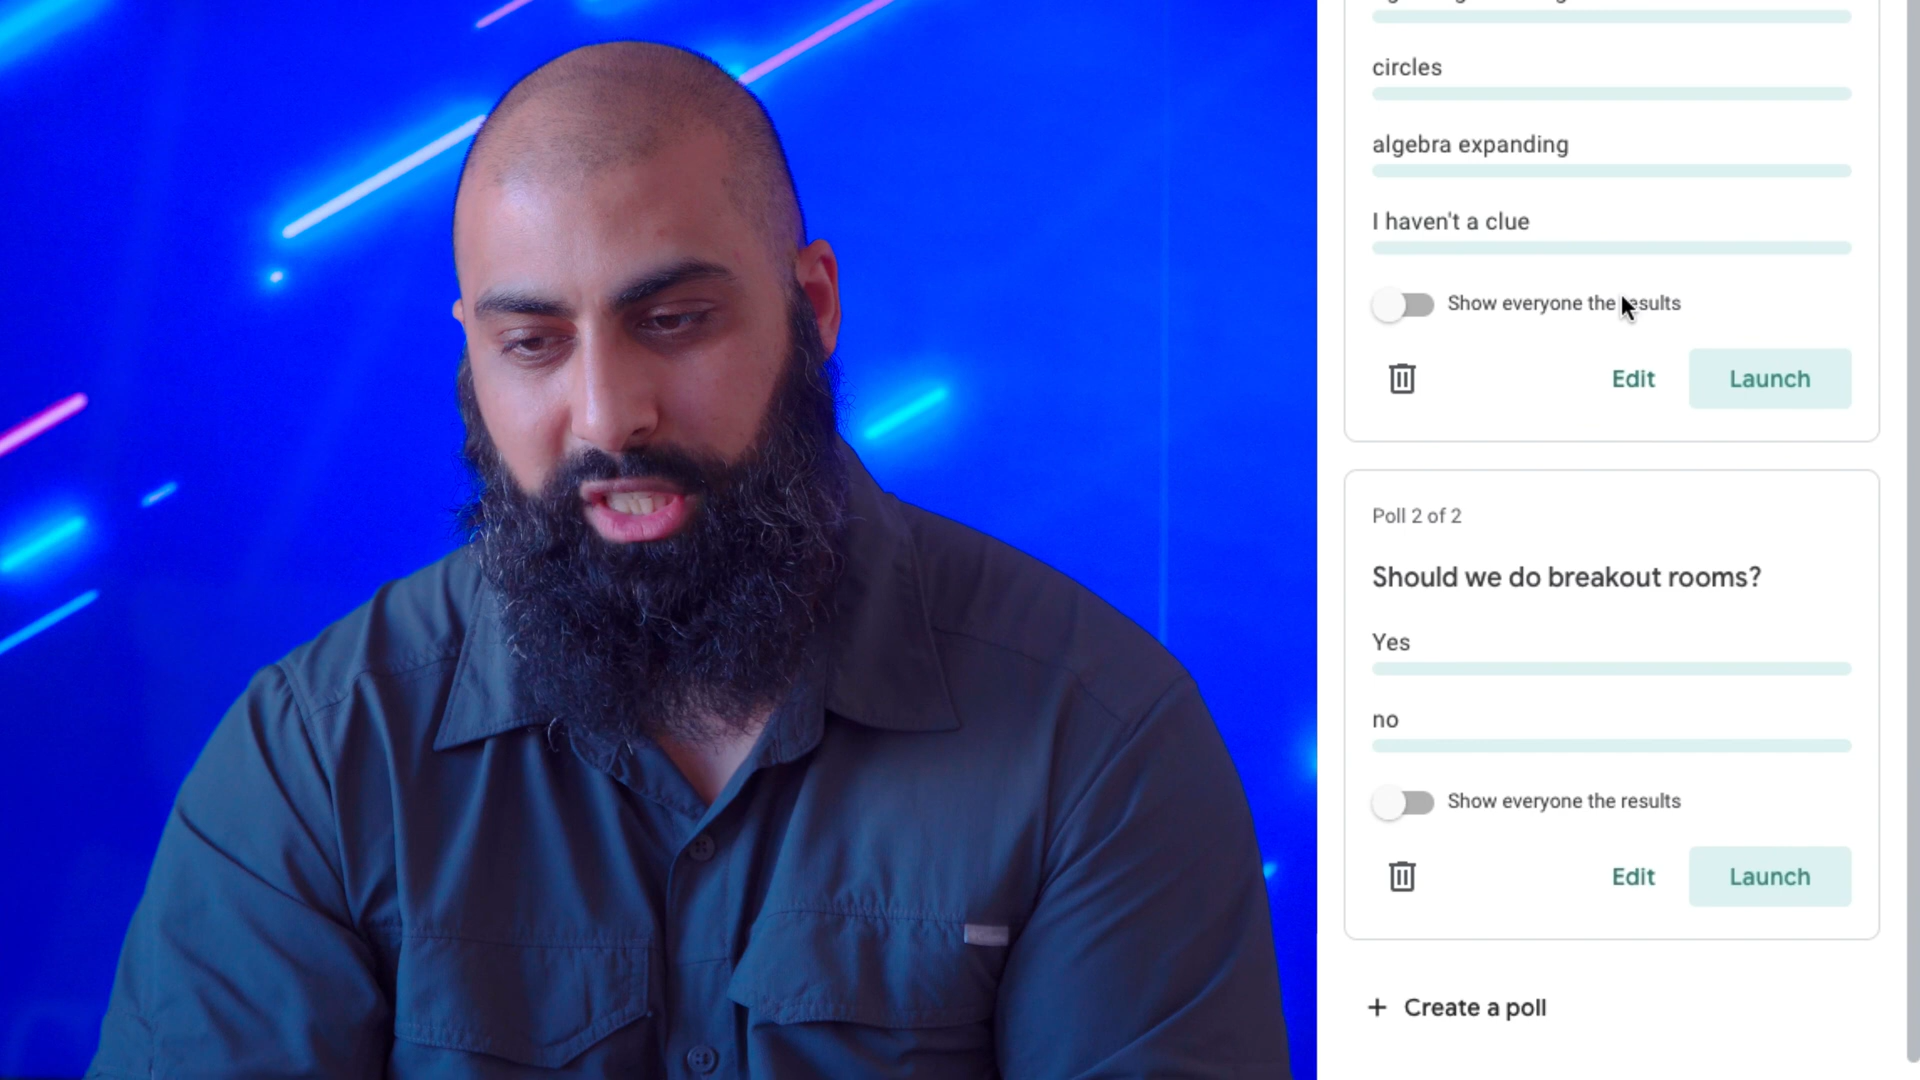 circles
algebra expanding
I haven't a clue
Show everyone the results
Edit Launch
Poll 2 of 2
Should we do breakout rooms?
Yes
no
Show everyone the results
Edit Launch
+ Create a poll